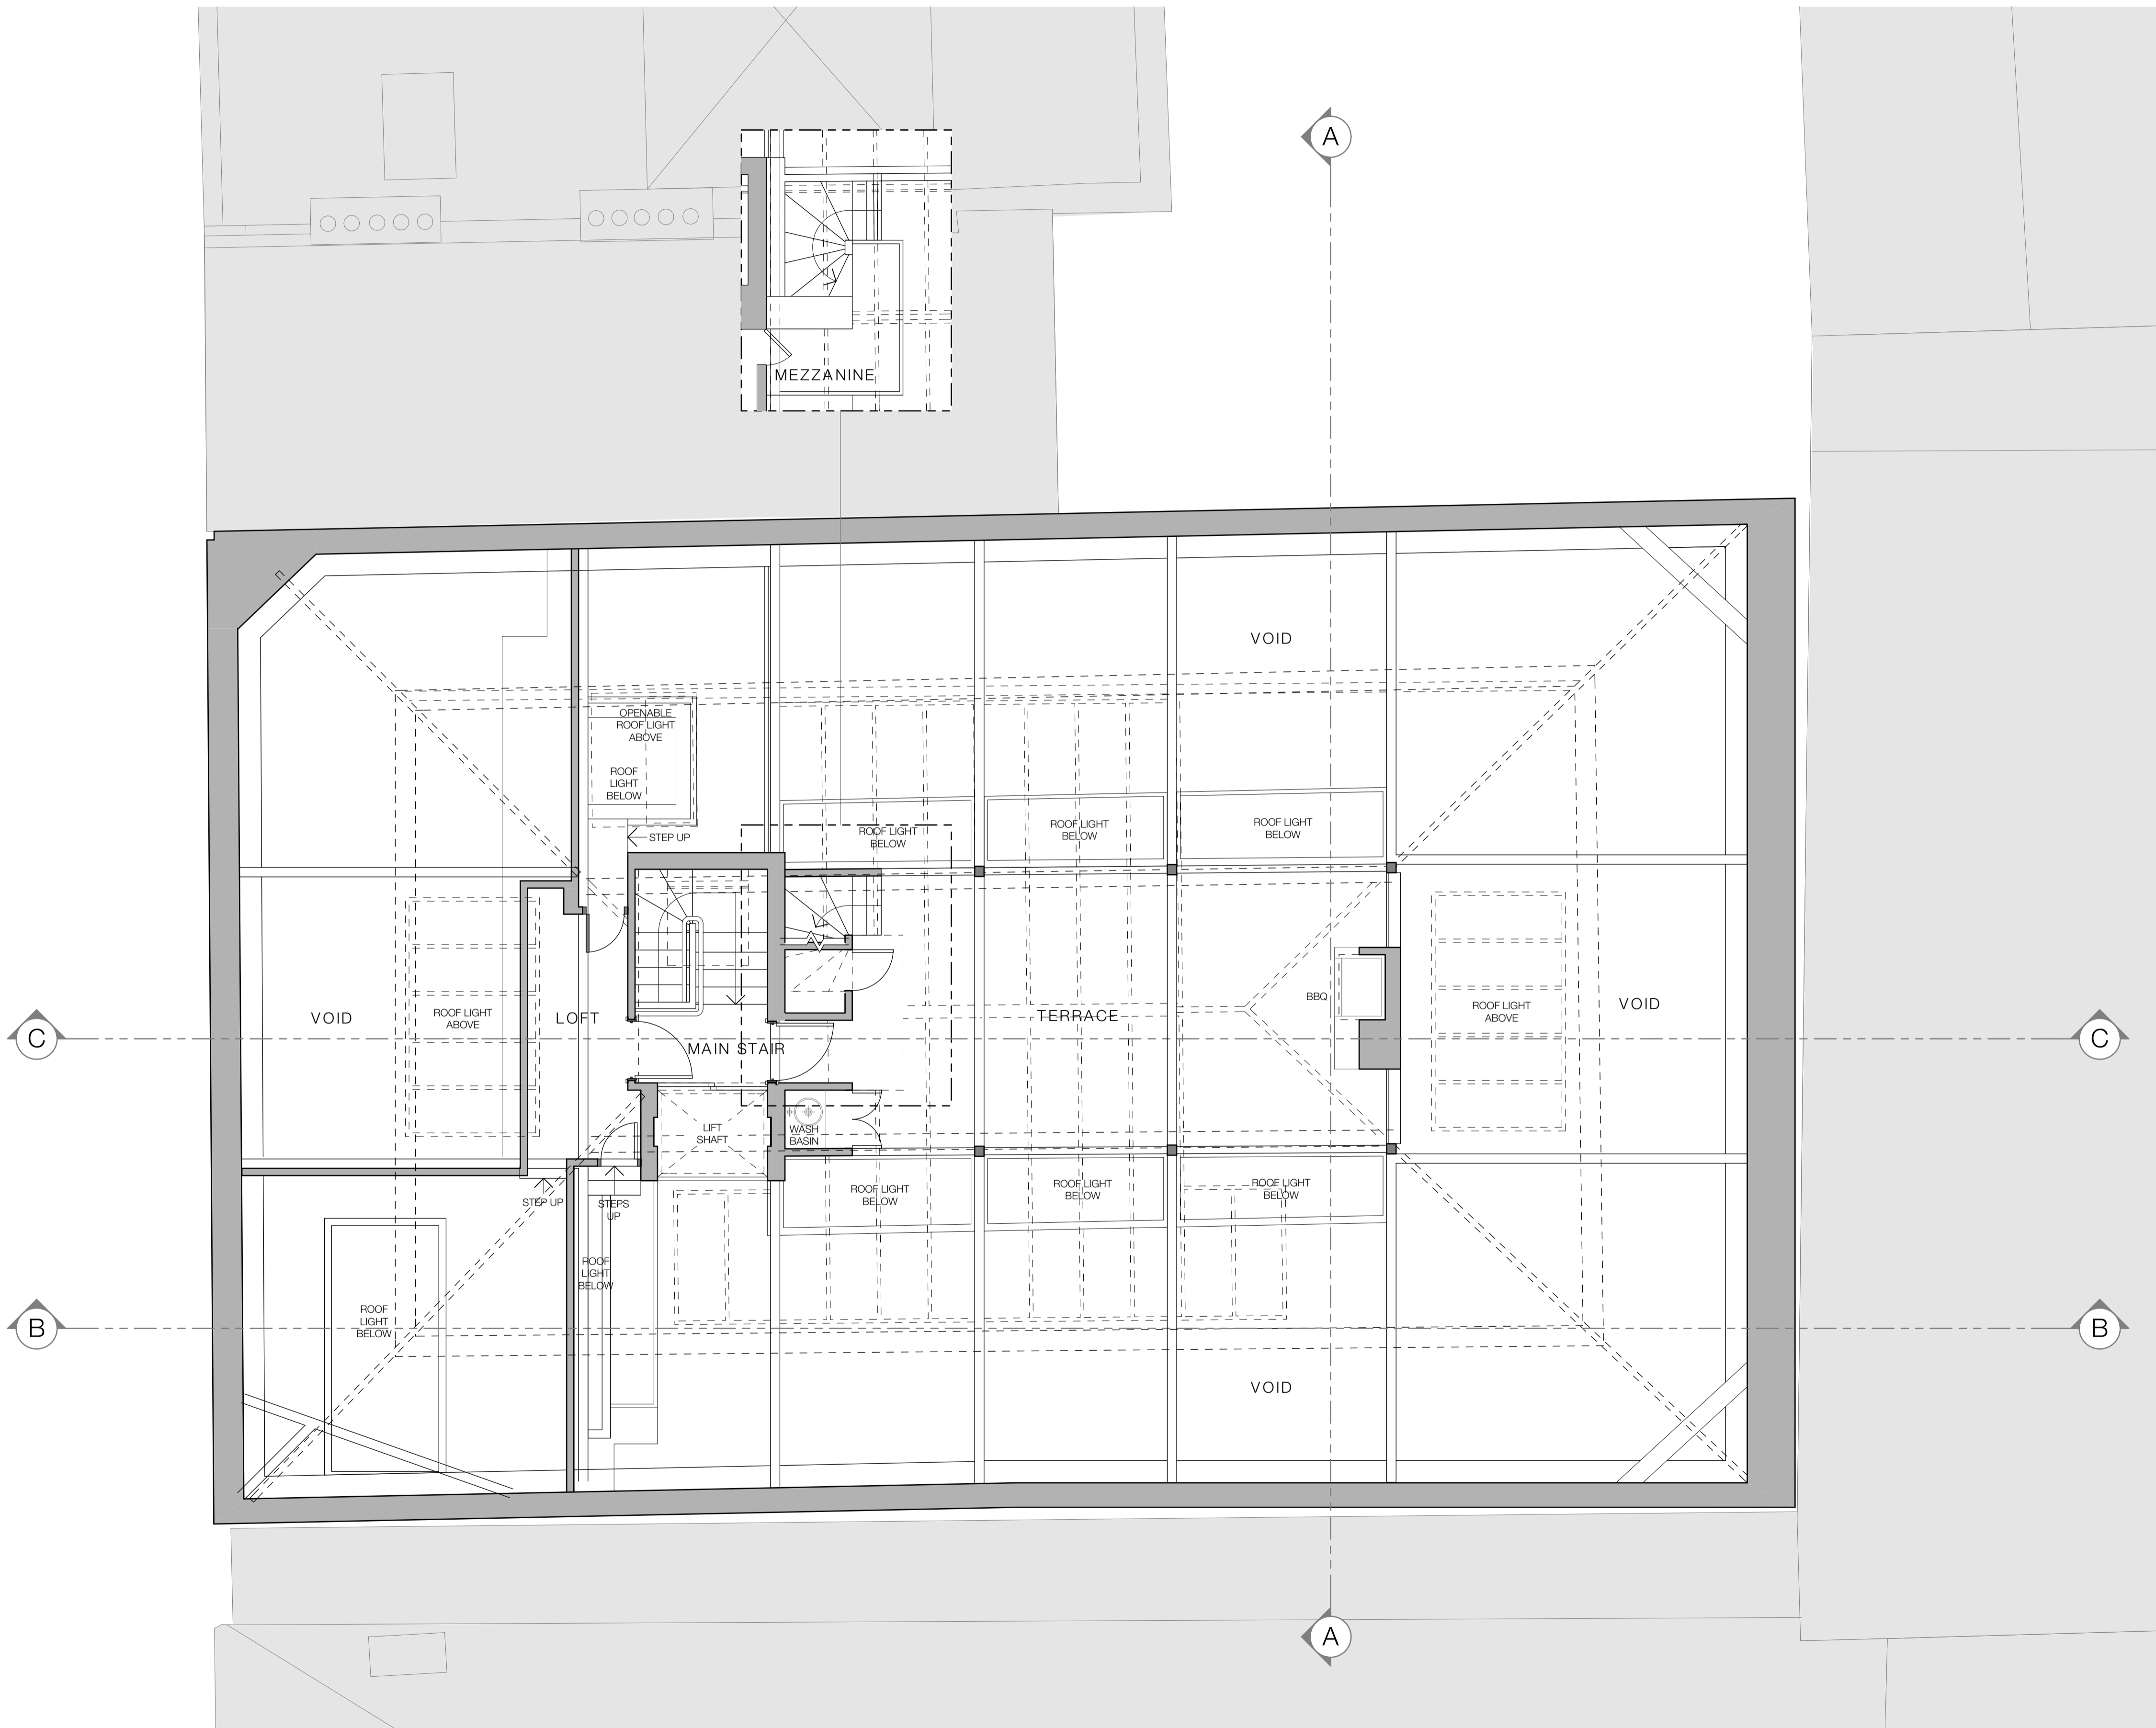 A
MEZZANINE
VOID
OPENABLE
ROOF LIGHT
ABOVE
ROOF
LIGHT
BELOW
STEP UP
ROOF LIGHT
BELOW
ROOF LIGHT
BELOW
ROOF LIGHT
BELOW
C
VOID
ROOF LIGHT
ABOVE
LOFT
MAIN STAIR
TERRACE
BBQ
ROOF LIGHT
ABOVE
VOID
C
LIFT
SHAFT
WASH
BASIN
STEP UP
STEPS
UP
ROOF LIGHT
BELOW
ROOF LIGHT
BELOW
ROOF LIGHT
BELOW
ROOF
LIGHT
BELOW
B
ROOF
LIGHT
BELOW
B
VOID
A